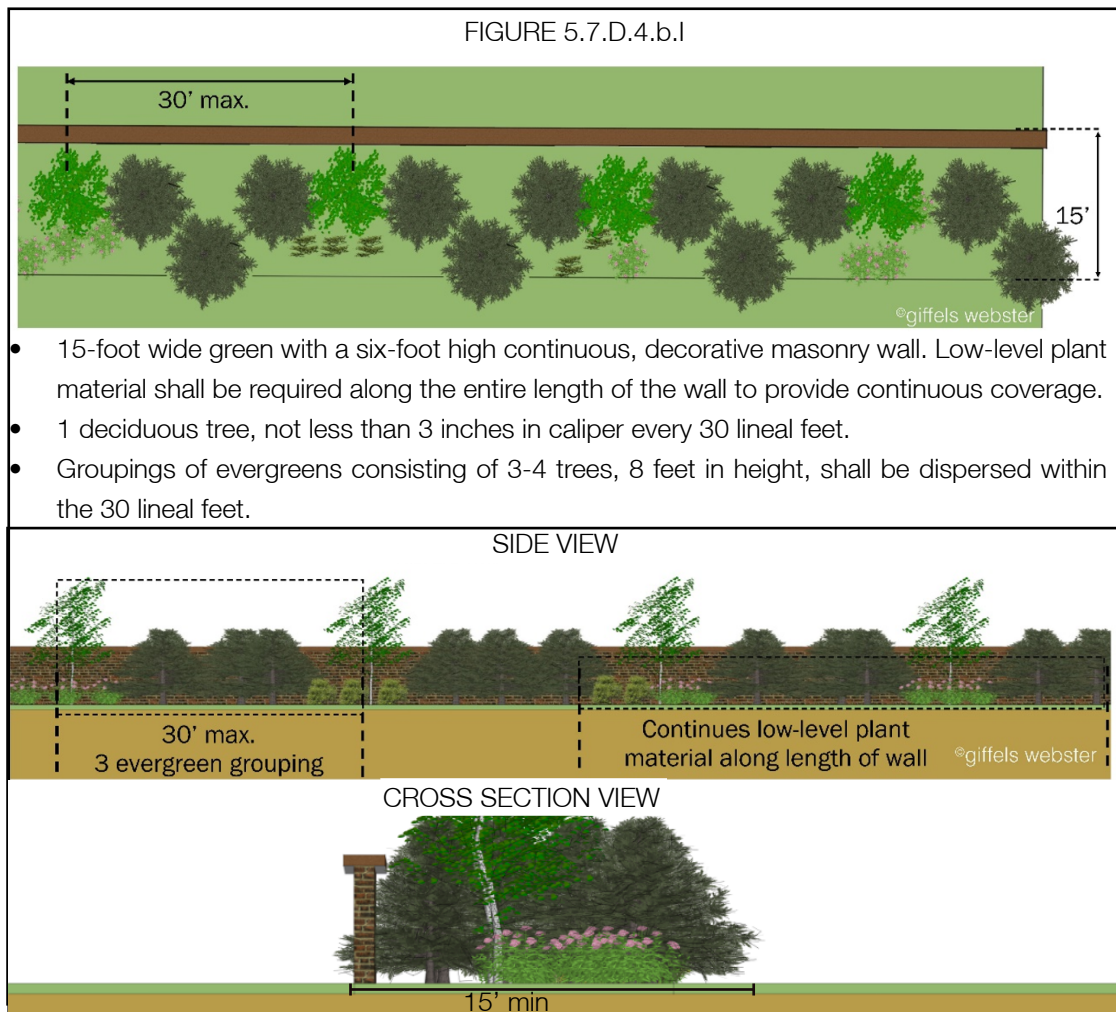 FIGURE 5.7.D.4.b.I
30' max.
15'
©giffels webster
• 15-foot wide green with a six-foot high continuous, decorative masonry wall. Low-level plant
material shall be required along the entire length of the wall to provide continuous coverage.
• 1 deciduous tree, not less than 3 inches in caliper every 30 lineal feet.
• Groupings of evergreens consisting of 3-4 trees, 8 feet in height, shall be dispersed within
the 30 lineal feet.
SIDE VIEW
30' max.
3 evergreen grouping
Continues low-level plant
material along length of wall
©giffels webster
CROSS SECTION VIEW
15' min